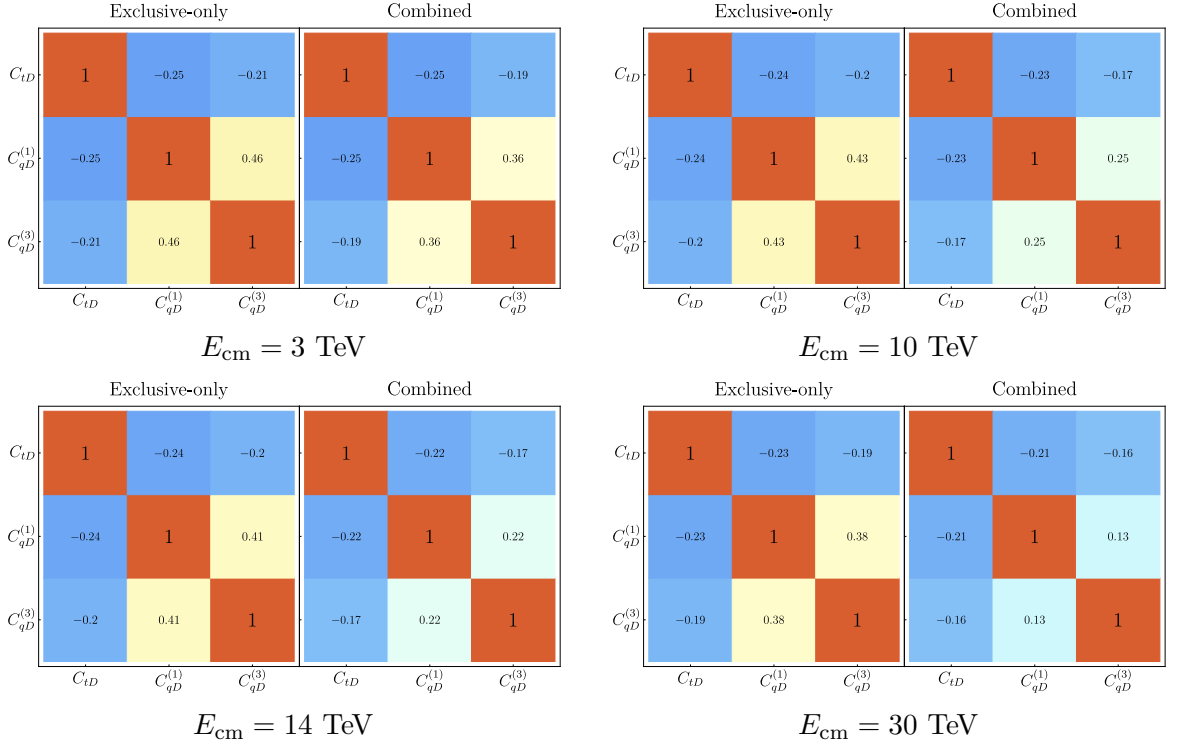 Exclusive-only Combined Exclusive-only Combined
C_{tD} 1 −0.25 −0.21 1 −0.25 −0.19 C_{tD} 1 −0.24 −0.2 1 −0.23 −0.17
C_{qD}^{(1)} −0.25 1 0.46 −0.25 1 0.36 C_{qD}^{(1)} −0.24 1 0.43 −0.23 1 0.25
C_{qD}^{(3)} −0.21 0.46 1 −0.19 0.36 1 C_{qD}^{(3)} −0.2 0.43 1 −0.17 0.25 1
C_{tD} C_{qD}^{(1)} C_{qD}^{(3)} C_{tD} C_{qD}^{(1)} C_{qD}^{(3)} C_{tD} C_{qD}^{(1)} C_{qD}^{(3)} C_{tD} C_{qD}^{(1)} C_{qD}^{(3)}
E_{cm} = 3 TeV E_{cm} = 10 TeV
Exclusive-only Combined Exclusive-only Combined
C_{tD} 1 −0.24 −0.2 1 −0.22 −0.17 C_{tD} 1 −0.23 −0.19 1 −0.21 −0.16
C_{qD}^{(1)} −0.24 1 0.41 −0.22 1 0.22 C_{qD}^{(1)} −0.23 1 0.38 −0.21 1 0.13
C_{qD}^{(3)} −0.2 0.41 1 −0.17 0.22 1 C_{qD}^{(3)} −0.19 0.38 1 −0.16 0.13 1
C_{tD} C_{qD}^{(1)} C_{qD}^{(3)} C_{tD} C_{qD}^{(1)} C_{qD}^{(3)} C_{tD} C_{qD}^{(1)} C_{qD}^{(3)} C_{tD} C_{qD}^{(1)} C_{qD}^{(3)}
E_{cm} = 14 TeV E_{cm} = 30 TeV